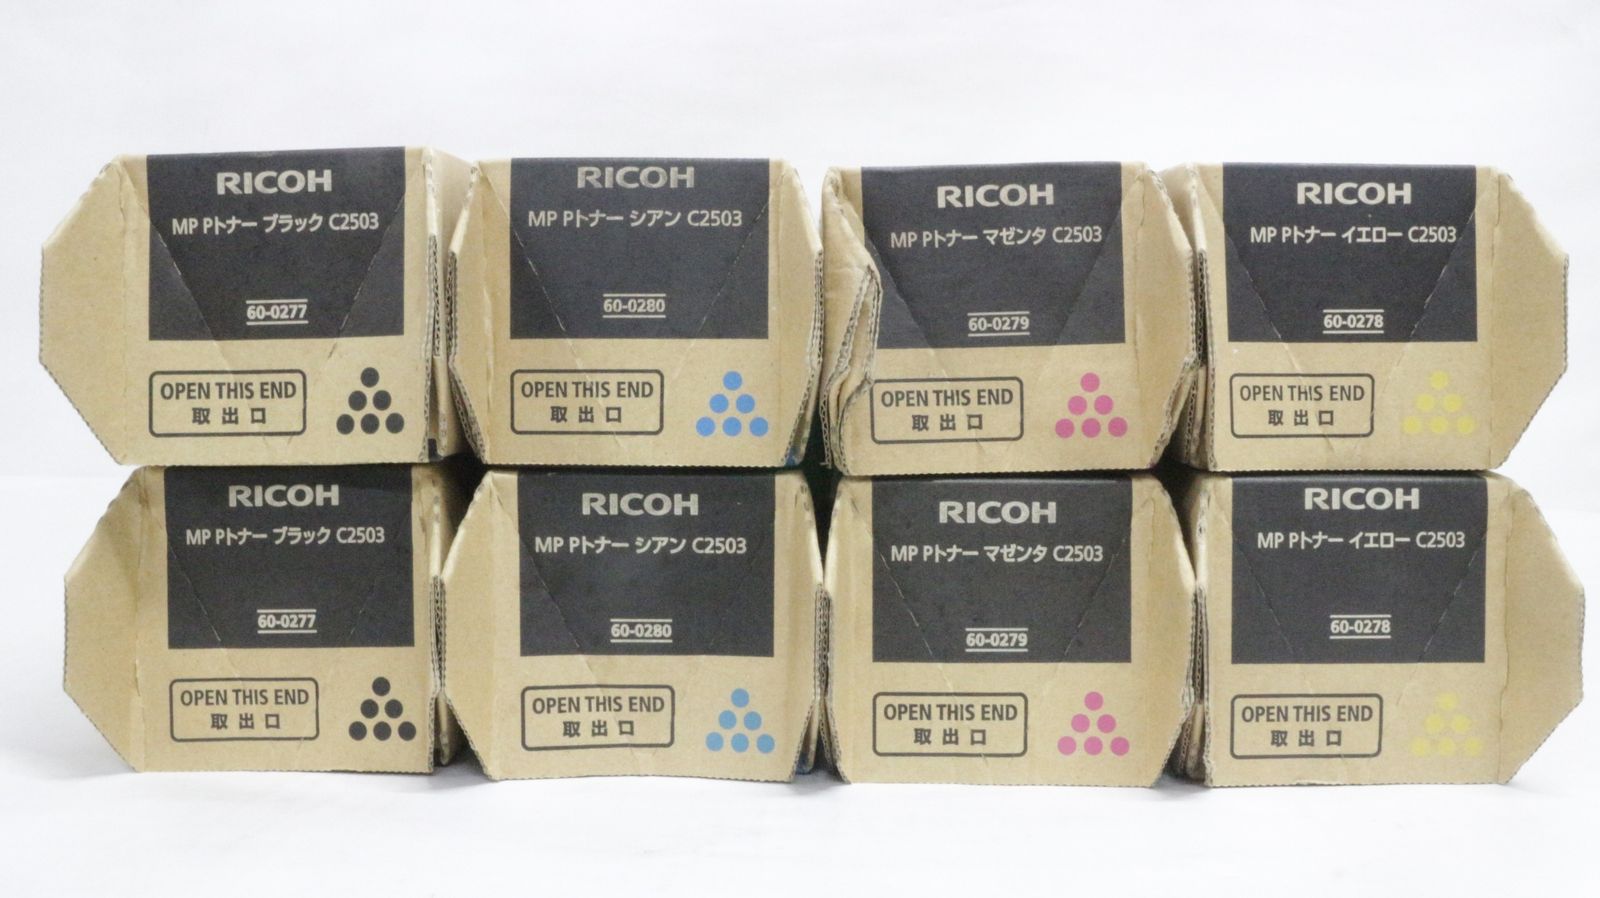 RICOH
MP Pトナー ブラック C2503
60-0277
OPEN THIS END
取出口
RICOH
MP Pトナー シアン C2503
60-0280
OPEN THIS END
取出口
RICOH
MP Pトナー マゼンタ C2503
60-0279
OPEN THIS END
取出口
RICOH
MP Pトナー イエロー C2503
60-0278
OPEN THIS END
取出口
RICOH
MP Pトナー ブラック C2503
60-0277
OPEN THIS END
取出口
RICOH
MP Pトナー シアン C2503
60-0280
OPEN THIS END
取出口
RICOH
MP Pトナー マゼンタ C2503
60-0279
OPEN THIS END
取出口
RICOH
MP Pトナー イエロー C2503
60-0278
OPEN THIS END
取出口